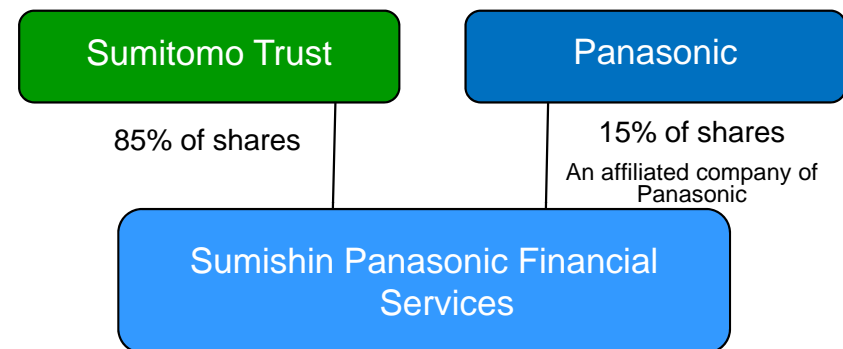 Sumitomo Trust
Panasonic
85% of shares
15% of shares
An affiliated company of
Panasonic
Sumishin Panasonic Financial
Services